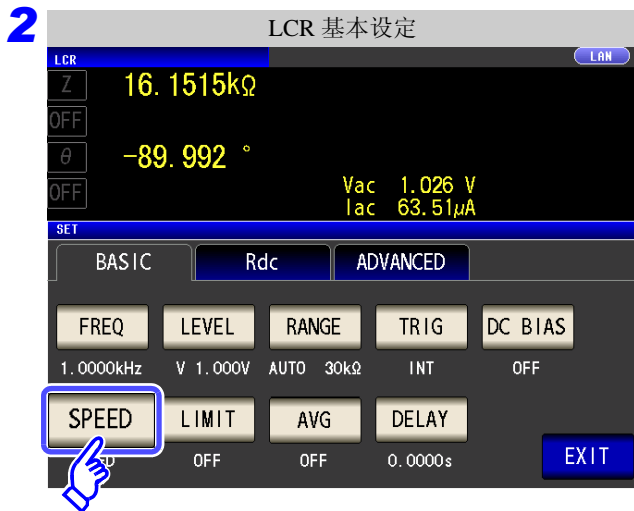 2
LCR 基本设定
LCR LAN
Z 16.1515kΩ
OFF
θ -89.992 °
OFF Vac 1.026 V
Iac 63.51μA
SET
BASIC Rdc ADVANCED
FREQ LEVEL RANGE TRIG DC BIAS
1.0000kHz V 1.000V AUTO 30kΩ INT OFF
SPEED LIMIT AVG DELAY
OFF OFF 0.0000s EXIT